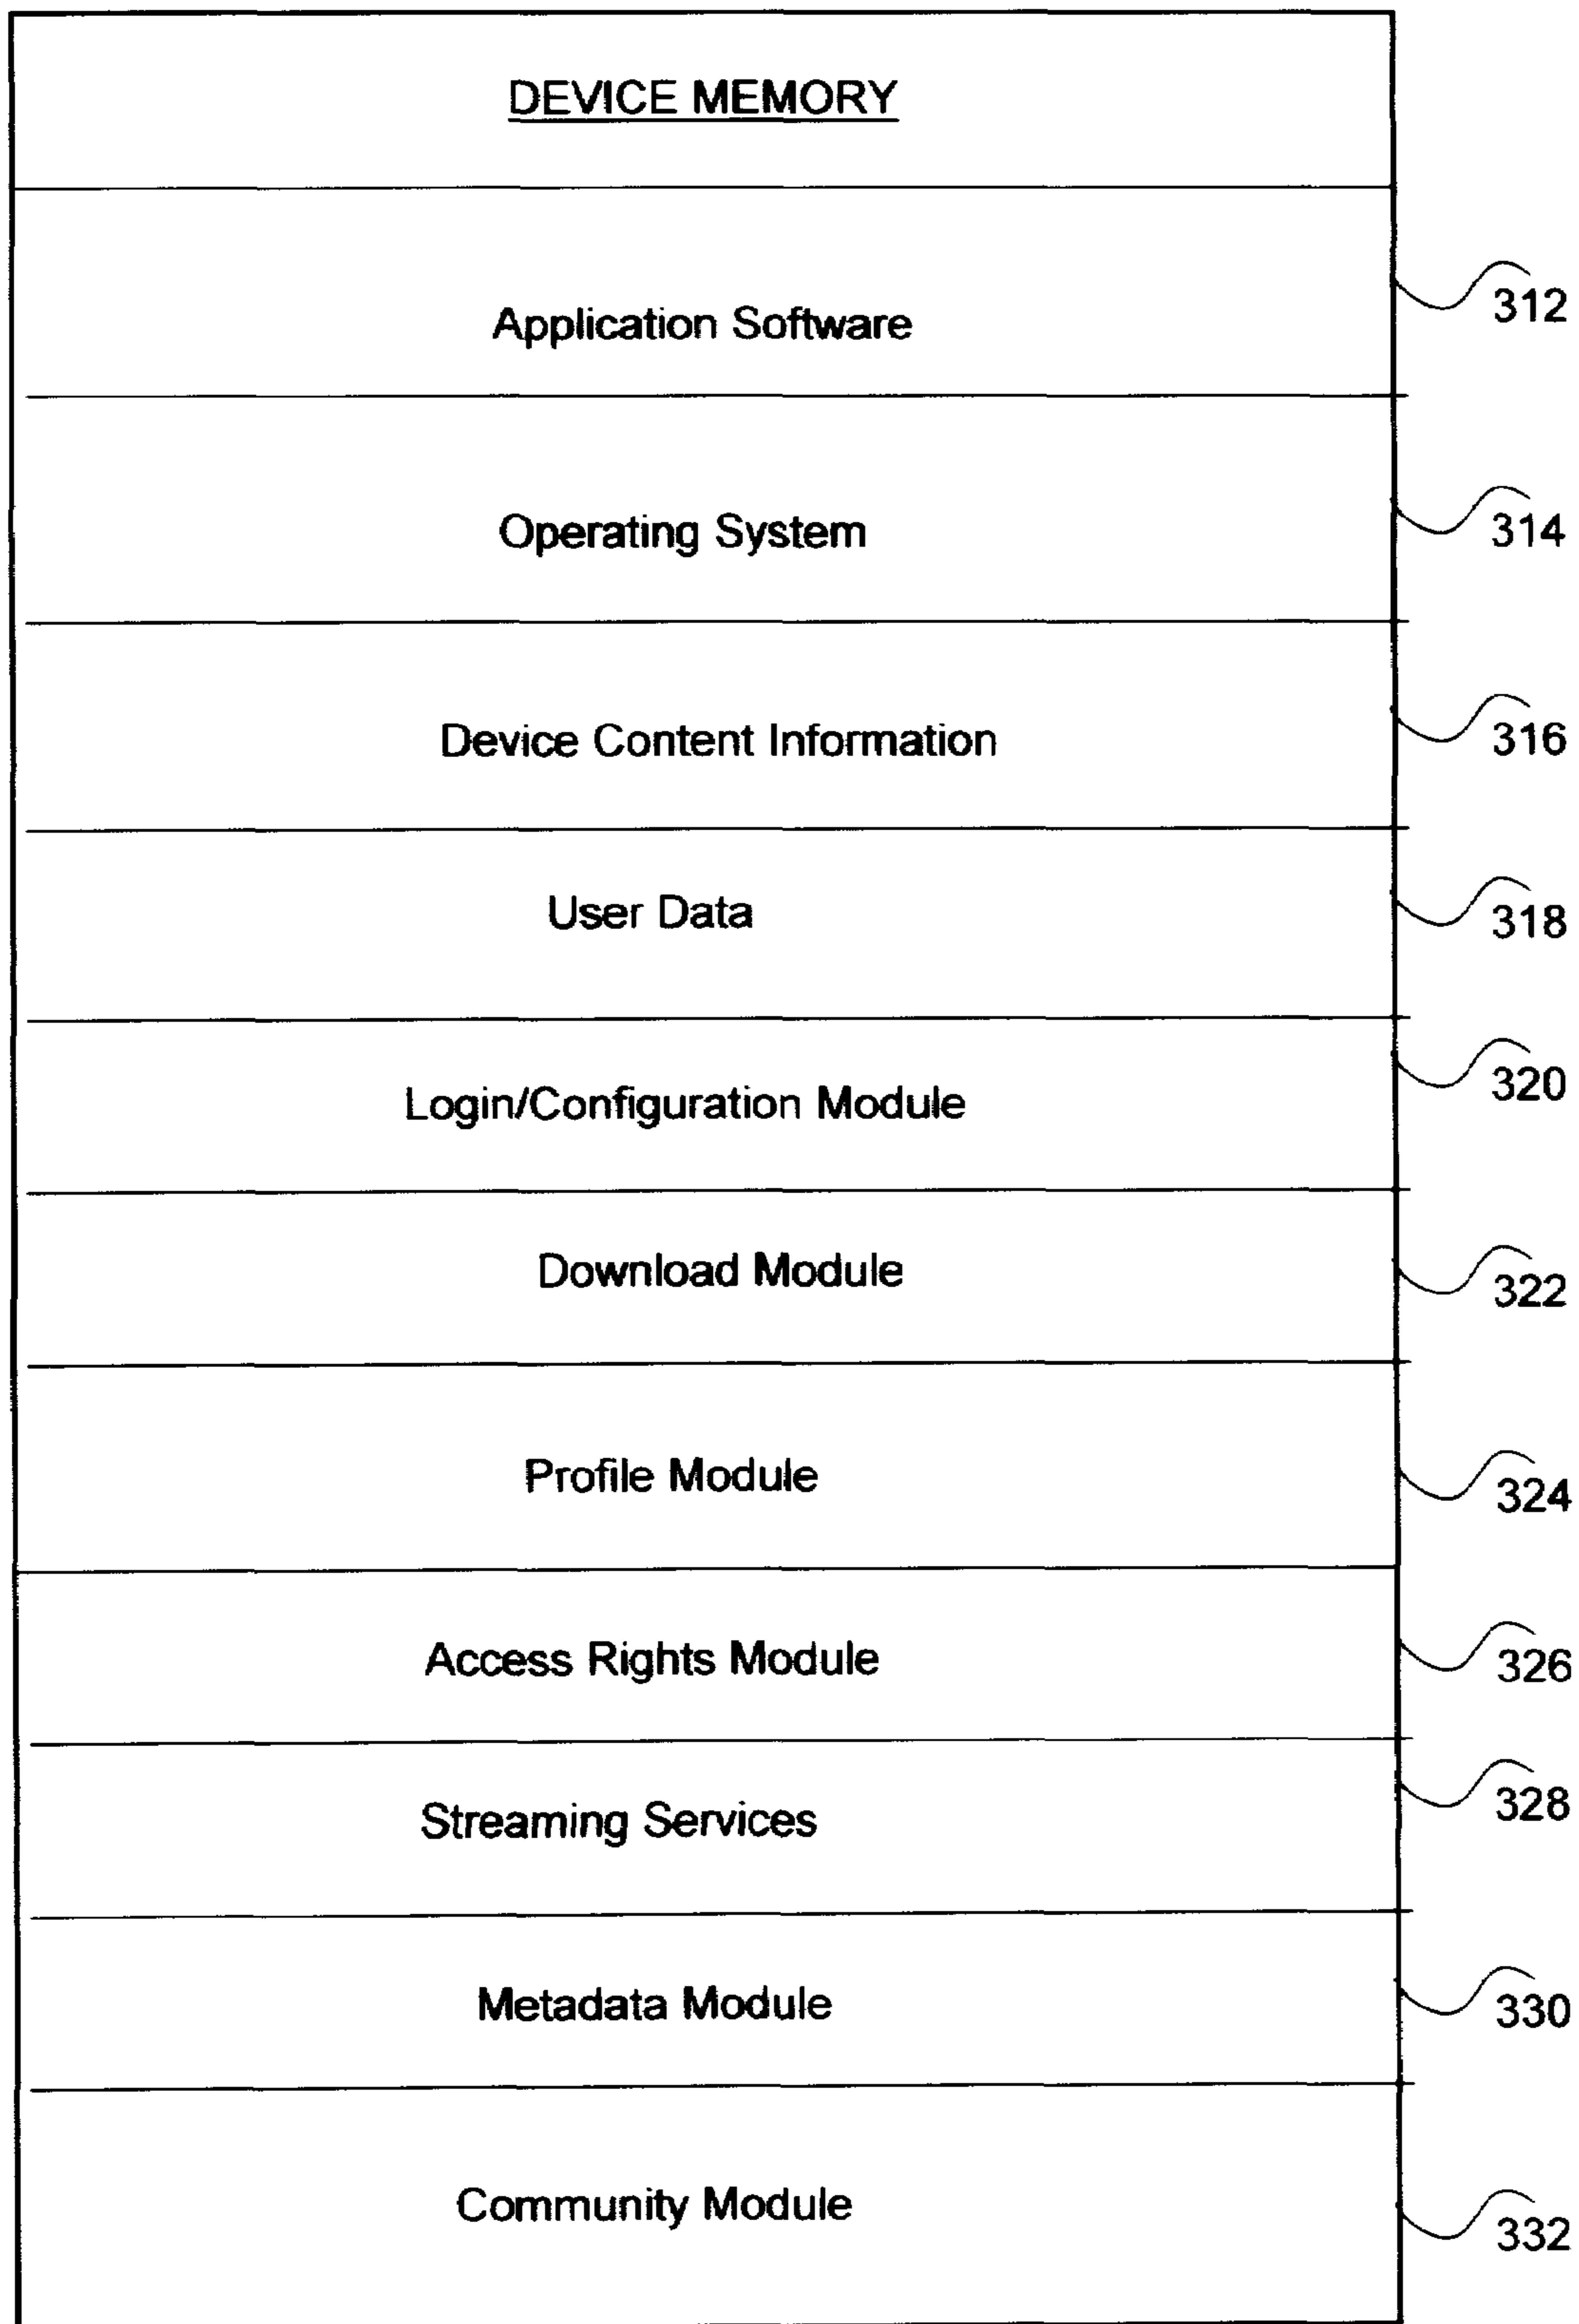 DEVICE MEMORY
Application Software
312
Operating System
314
Device Content Information
316
User Data
318
Login/Configuration Module
320
Download Module
322
Profile Module
324
Access Rights Module
326
Streaming Services
328
Metadata Module
330
Community Module
332